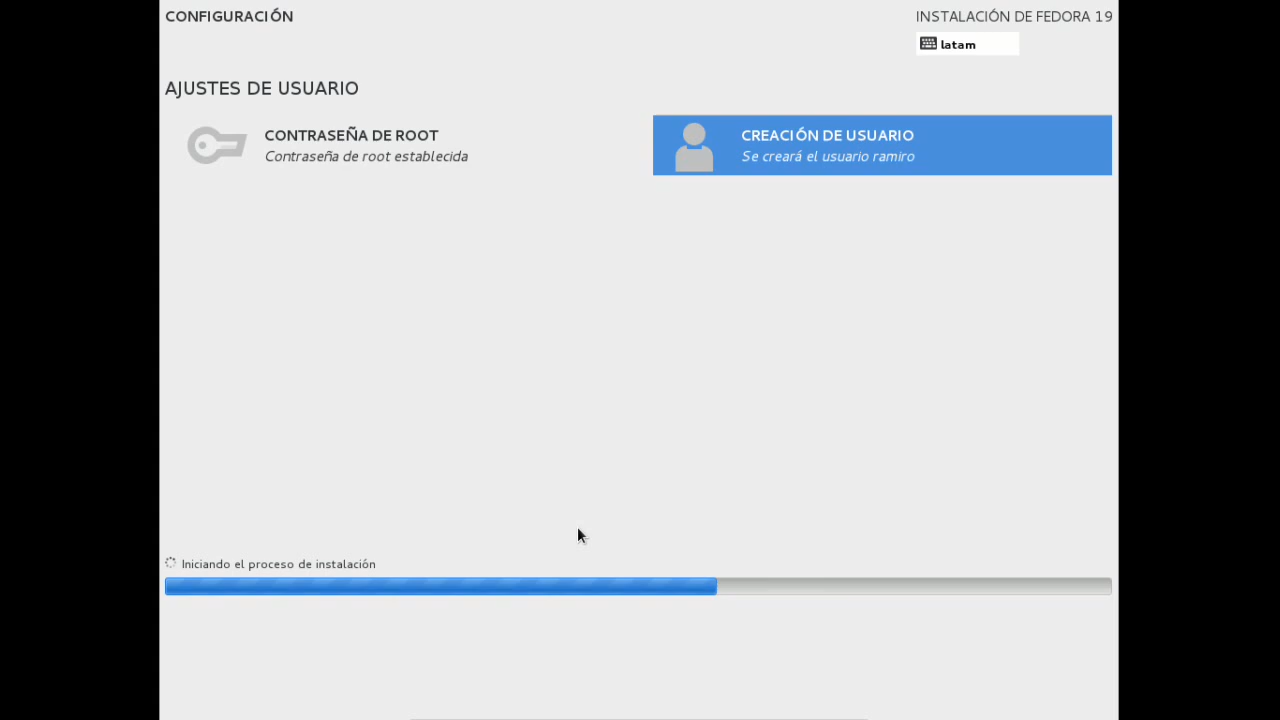 CONFIGURACIÓN
INSTALACIÓN DE FEDORA 19
latam
AJUSTES DE USUARIO
CONTRASEÑA DE ROOT
Contraseña de root establecida
CREACIÓN DE USUARIO
Se creará el usuario ramiro
Iniciando el proceso de instalación